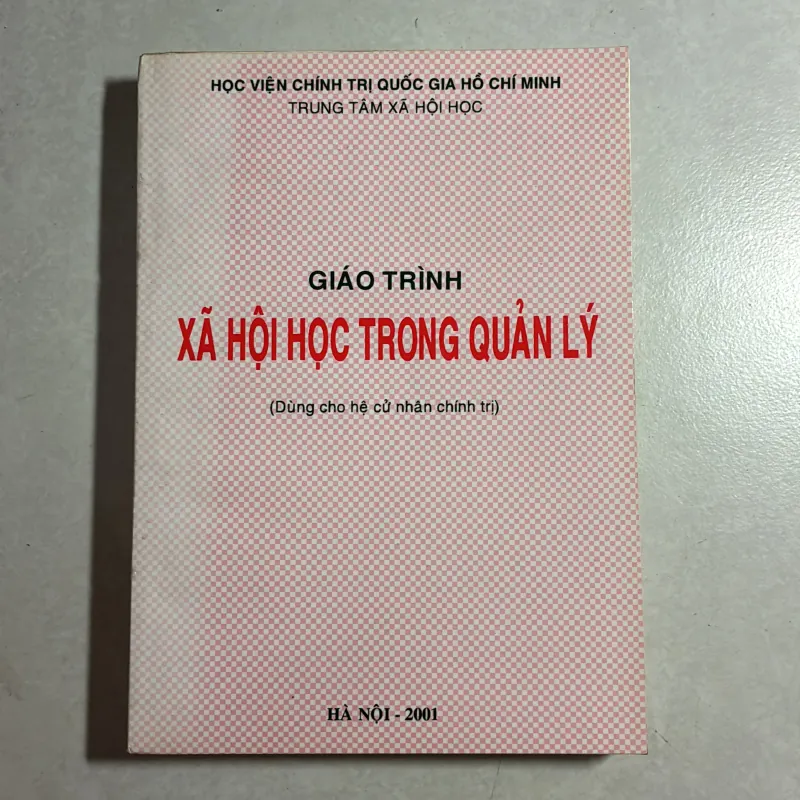 HỌC VIỆN CHÍNH TRỊ QUỐC GIA HỒ CHÍ MINH
TRUNG TÂM XÃ HỘI HỌC
GIÁO TRÌNH
XÃ HỘI HỌC TRONG QUẢN LÝ
(Dùng cho hệ cử nhân chính trị)
HÀ NỘI - 2001